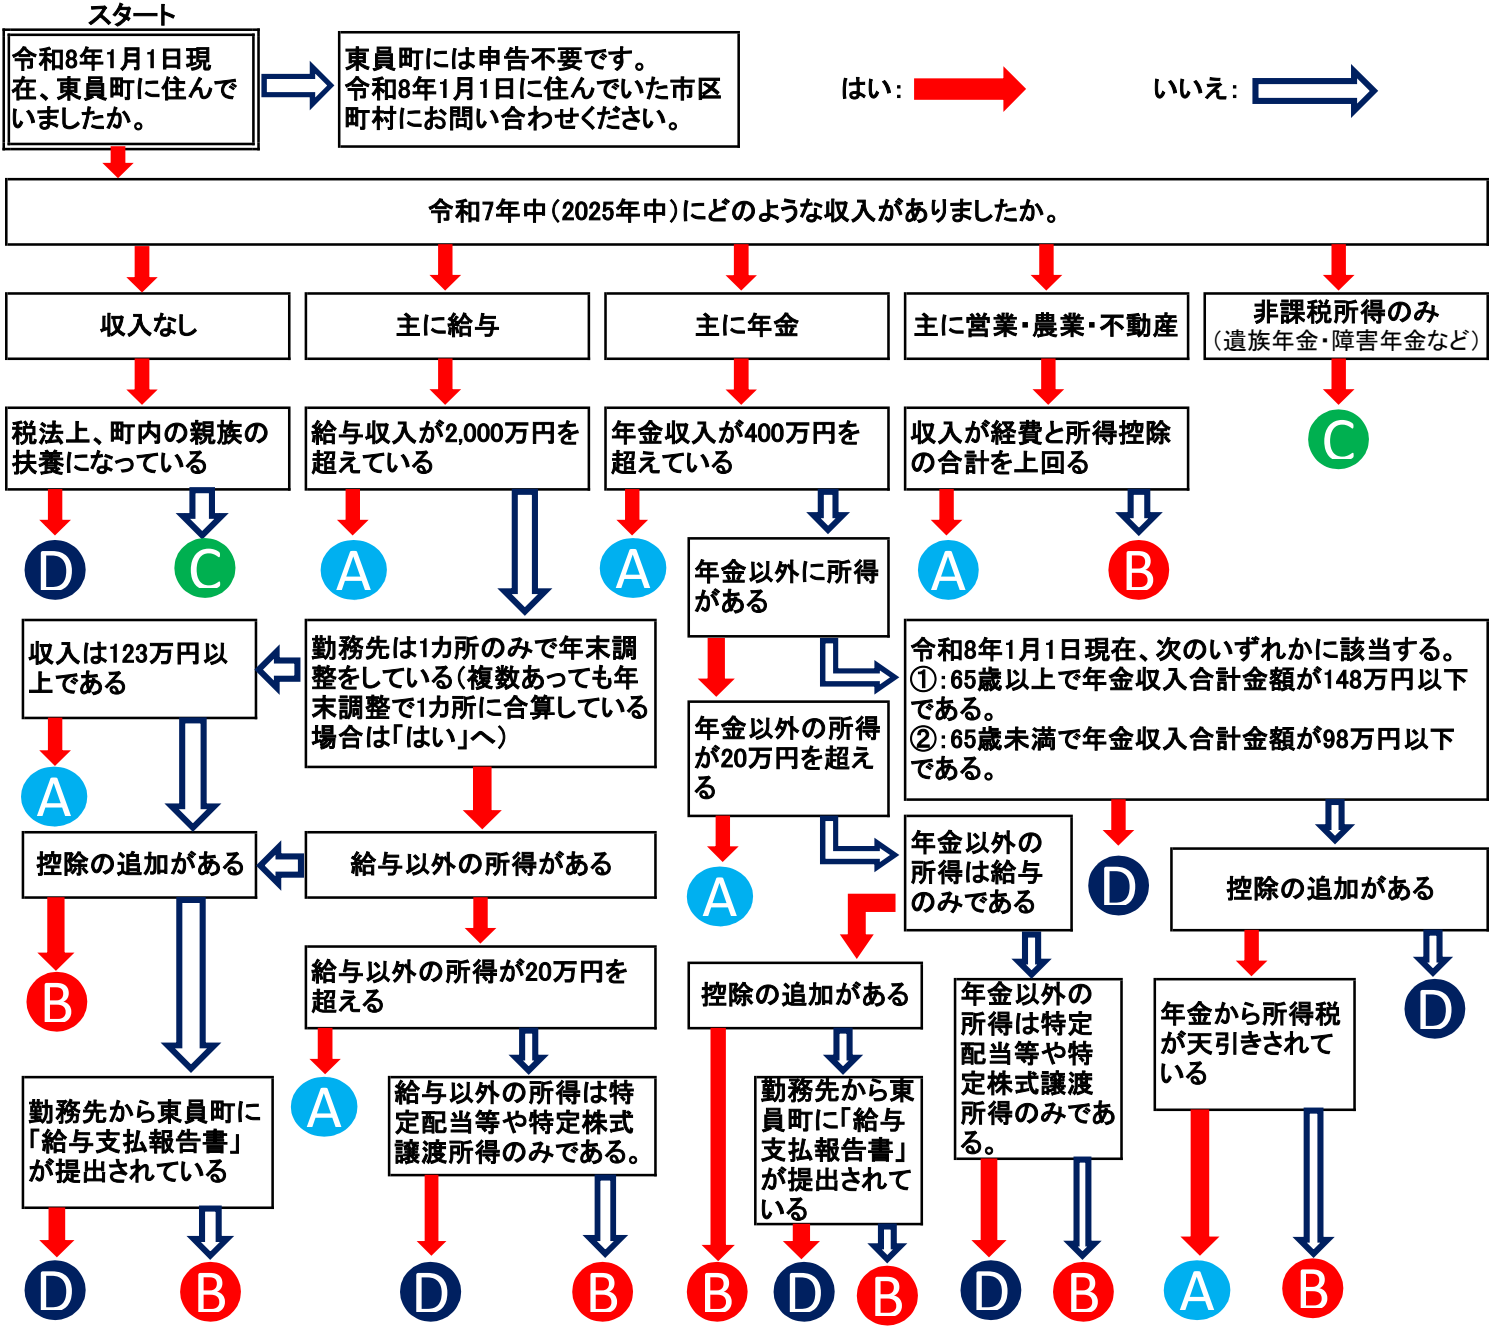 スタート
令和8年1月1日現
在、東員町に住んで
いましたか。
東員町には申告不要です。
令和8年1月1日に住んでいた市区
町村にお問い合わせください。
はい：
いいえ：
令和7年中（2025年中）にどのような収入がありましたか。
収入なし
主に給与
主に年金
主に営業・農業・不動産
非課税所得のみ
（遺族年金・障害年金など）
税法上、町内の親族の
扶養になっている
給与収入が2,000万円を
超えている
年金収入が400万円を
超えている
収入が経費と所得控除
の合計を上回る
C
D
C
A
A
A
B
年金以外に所得
がある
収入は123万円以
上である
勤務先は1カ所のみで年末調
整をしている（複数あっても年
末調整で1カ所に合算している
場合は「はい」へ）
令和8年1月1日現在、次のいずれかに該当する。
①：65歳以上で年金収入合計金額が148万円以下
である。
②：65歳未満で年金収入合計金額が98万円以下
である。
年金以外の所得
が20万円を超え
る
A
控除の追加がある
給与以外の所得がある
A
年金以外の
所得は給与
のみである
D
控除の追加がある
B
給与以外の所得が20万円を
超える
控除の追加がある
年金以外の
所得は特定
配当等や特
定株式譲渡
所得のみであ
る。
年金から所得税
が天引きされて
いる
D
勤務先から東員町に
「給与支払報告書」
が提出されている
A
給与以外の所得は特
定配当等や特定株式
譲渡所得のみである。
勤務先から東
員町に「給与
支払報告書」
が提出されて
いる
D
B
D
B
B
D
B
D
B
A
B